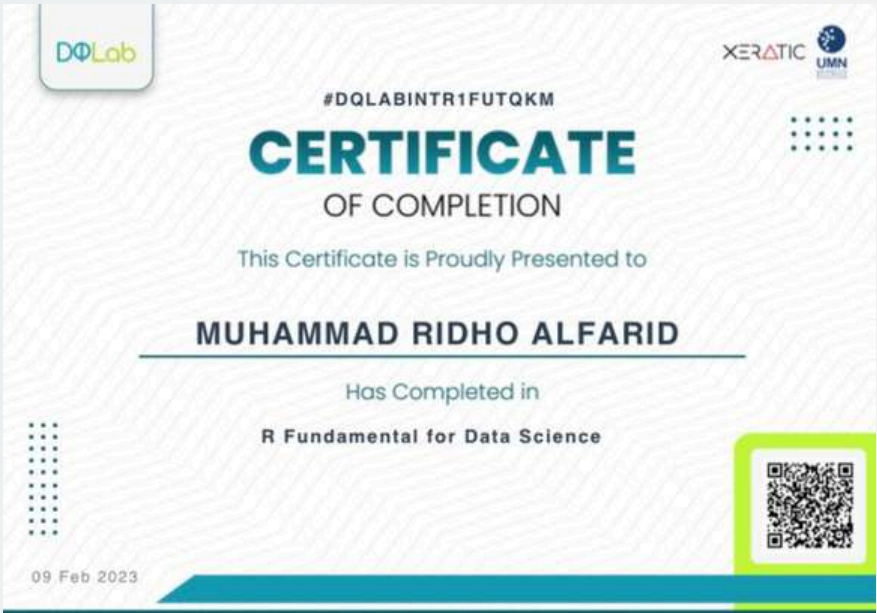 DQLab
XERATIC
UMN
#DQLABINTR1FUTQKM
CERTIFICATE
OF COMPLETION
This Certificate is Proudly Presented to
MUHAMMAD RIDHO ALFARID
Has Completed in
R Fundamental for Data Science
09 Feb 2023